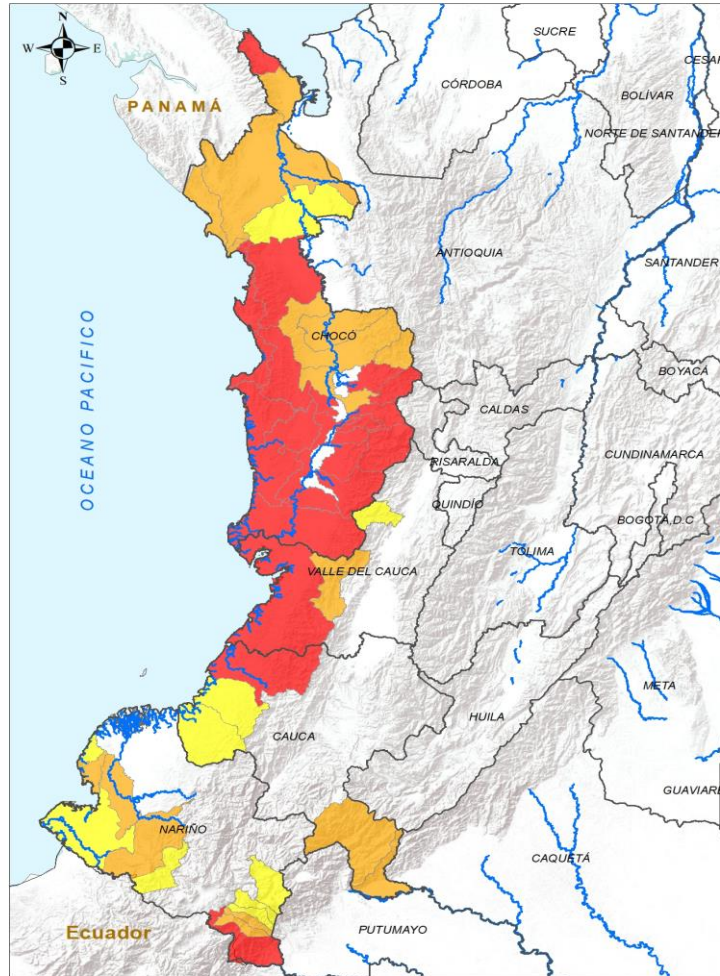 N
W E
S
PANAMÁ
SUCRE
CÓRDOBA
CESAR
BOLÍVAR
NORTE DE SANTANDER
ANTIOQUIA
SANTANDER
OCEANO PACIFICO
CHOCÓ
BOYACÁ
CALDAS
CUNDINAMARCA
RISARALDA
QUINDÍO
BOGOTÁ, D.C
TOLIMA
VALLE DEL CAUCA
META
HUILA
CAUCA
GUAVIARE
NARIÑO
CAQUETÁ
Ecuador
PUTUMAYO